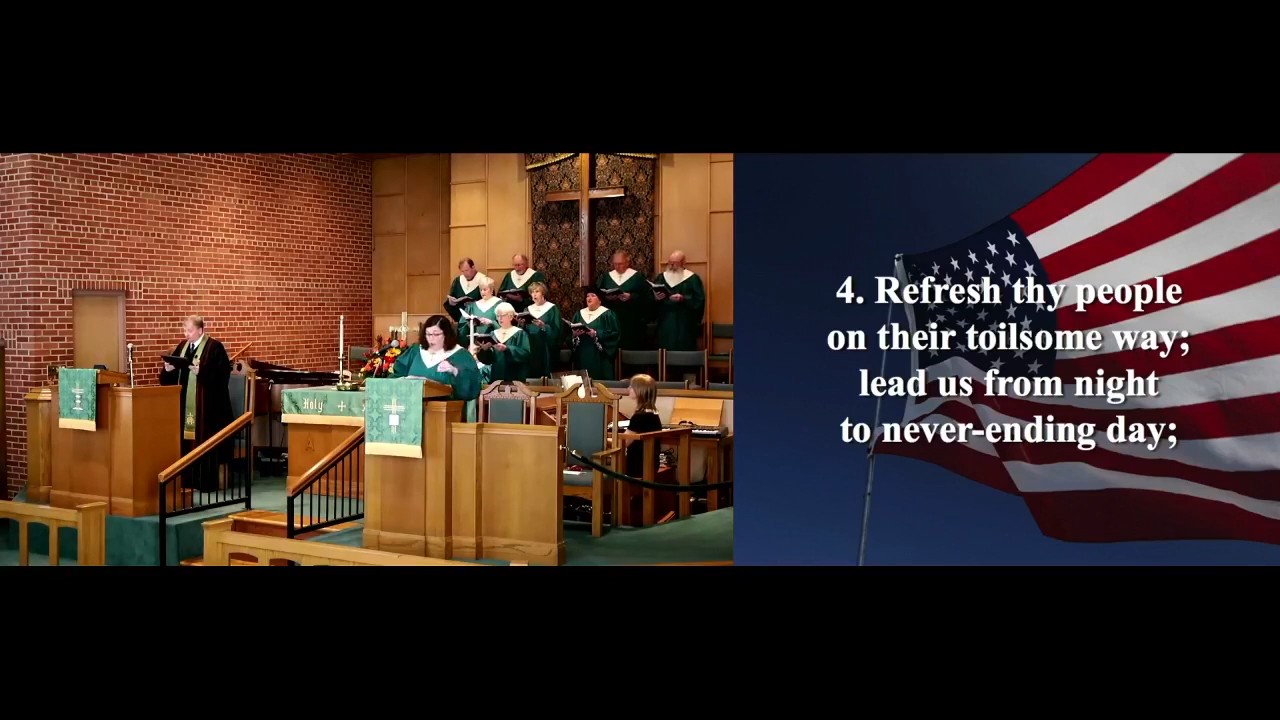 Holy
4. Refresh thy people
on their toilsome way;
lead us from night
to never-ending day;